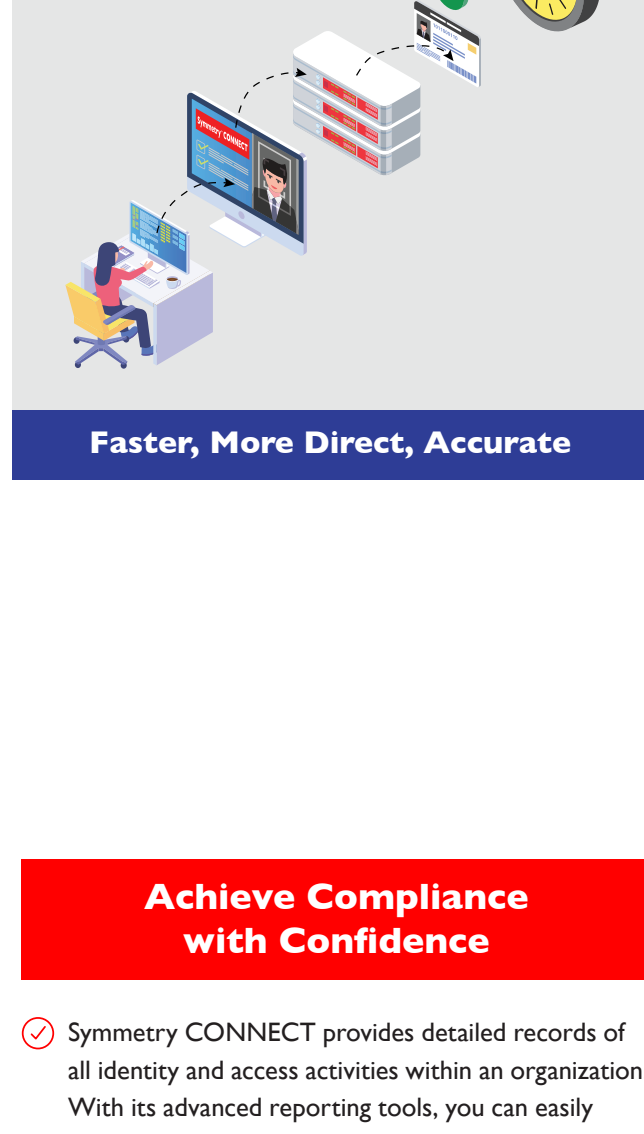 Symmetry CONNECT
Faster, More Direct, Accurate
Achieve Compliance
with Confidence
Symmetry CONNECT provides detailed records of
all identity and access activities within an organization
With its advanced reporting tools, you can easily